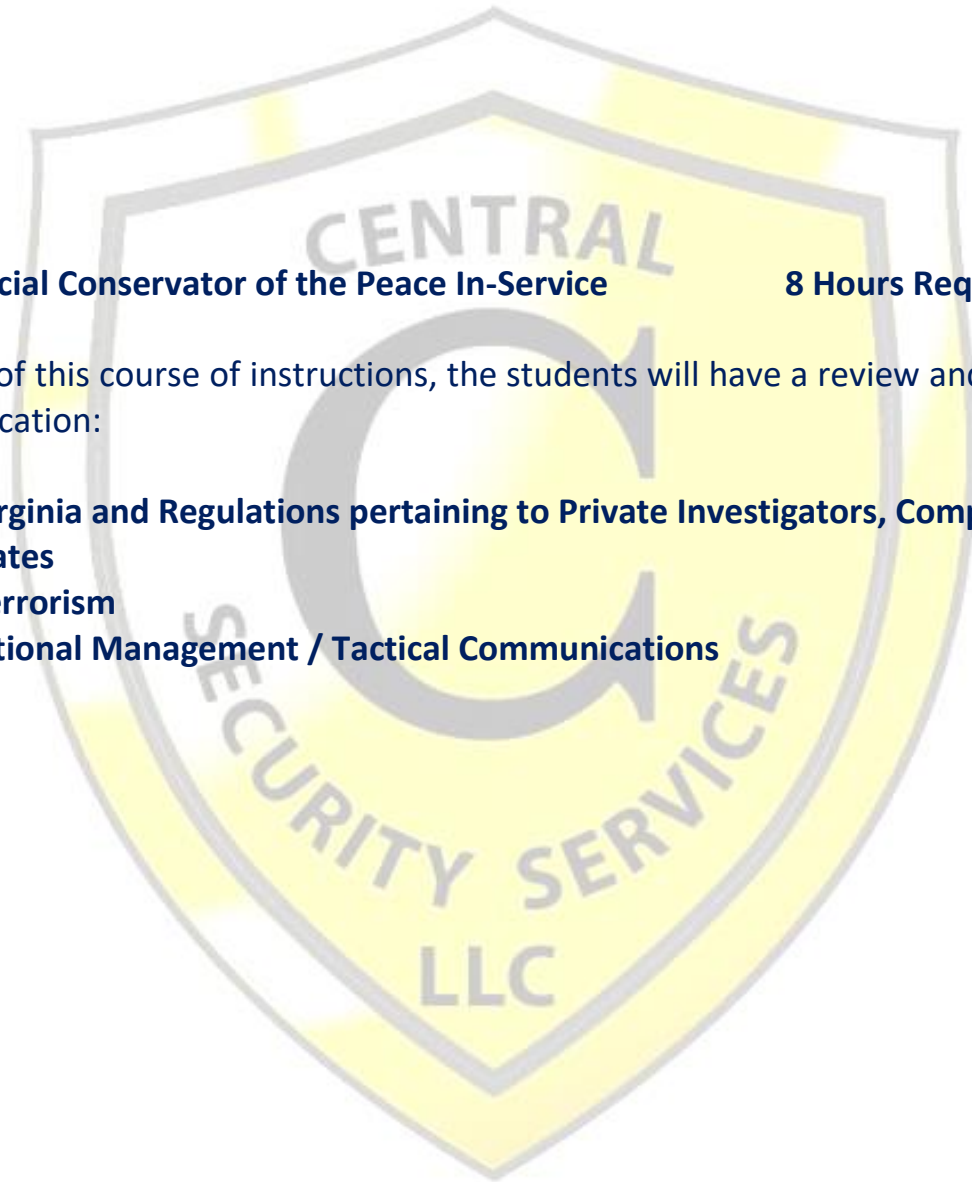 CENTRAL
cial Conservator of the Peace In-Service 8 Hours Req
of this course of instructions, the students will have a review and
ication:
C
rginia and Regulations pertaining to Private Investigators, Comp
ates
errorism
tional Management / Tactical Communications
SECURITY SERVICES
LLC